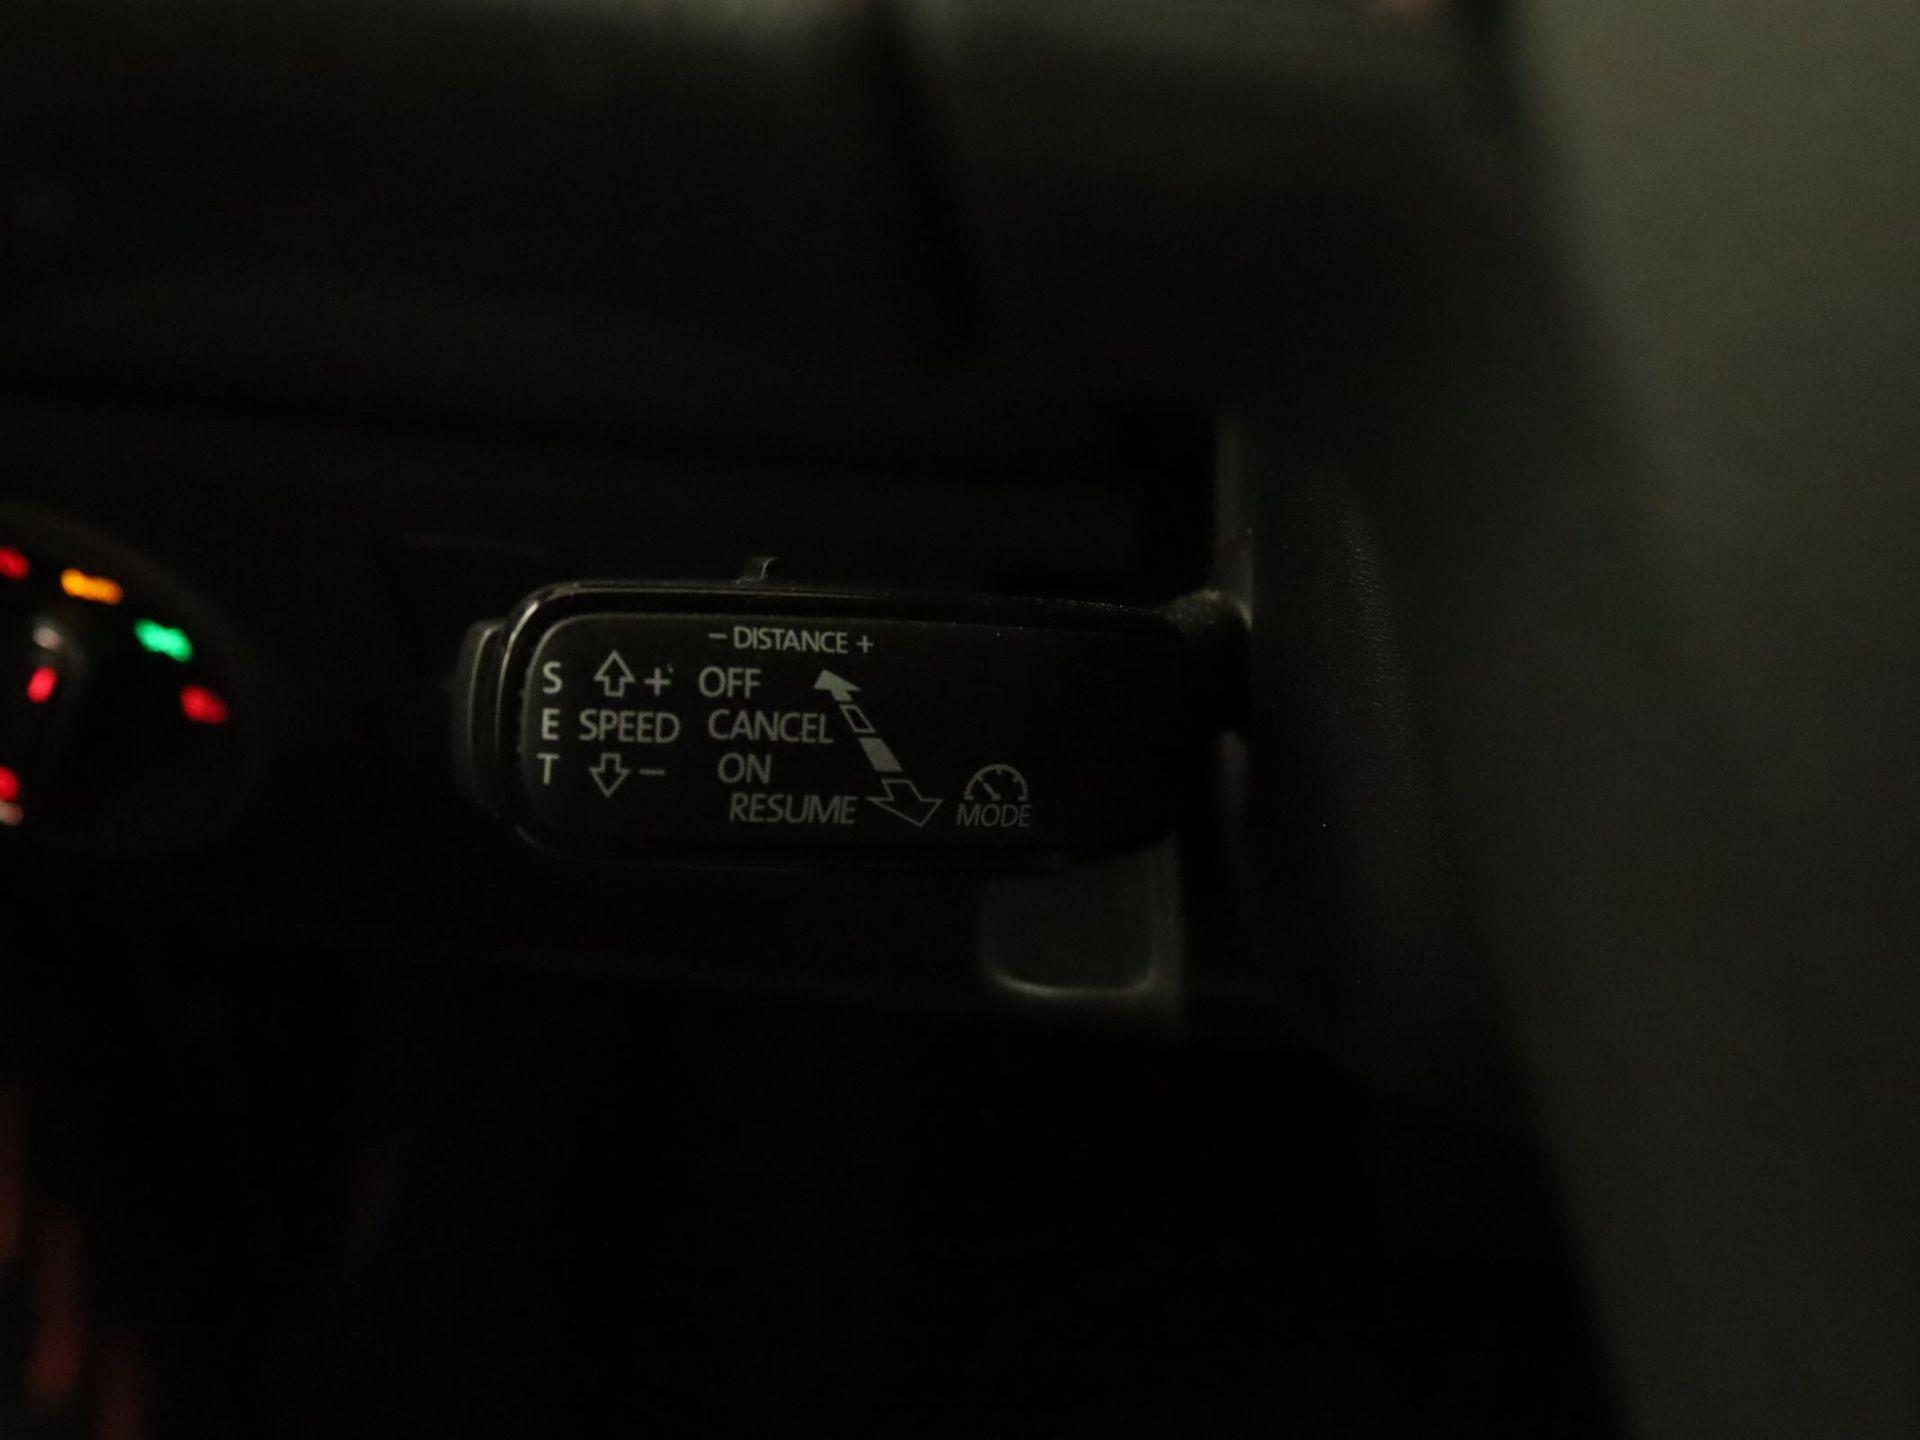 – DISTANCE +
S + OFF
E SPEED CANCEL
T – ON
RESUME
MODE